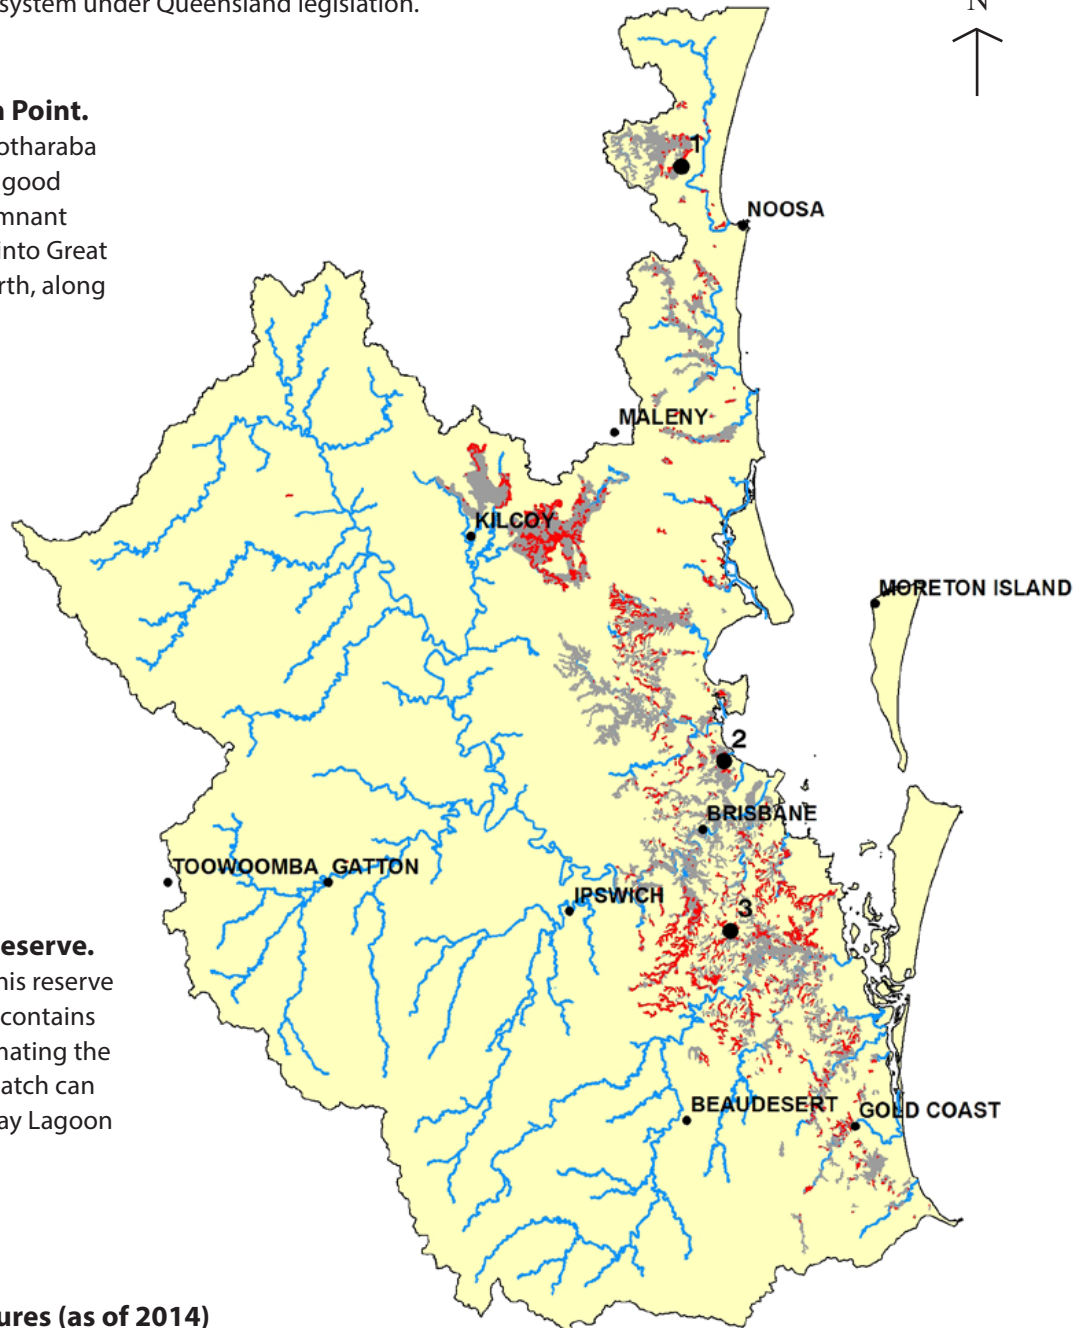 system under Queensland legislation.
N
Point.
otharaba
good
mnant
into Great
rth, along
1
NOOSA
MALENY
KILCOY
MORETON ISLAND
2
BRISBANE
TOOWOOMBA
GATTON
IPSWICH
3
eserve.
his reserve
contains
nating the
atch can
ay Lagoon
BEAUDESERT
GOLD COAST
ures (as of 2014)